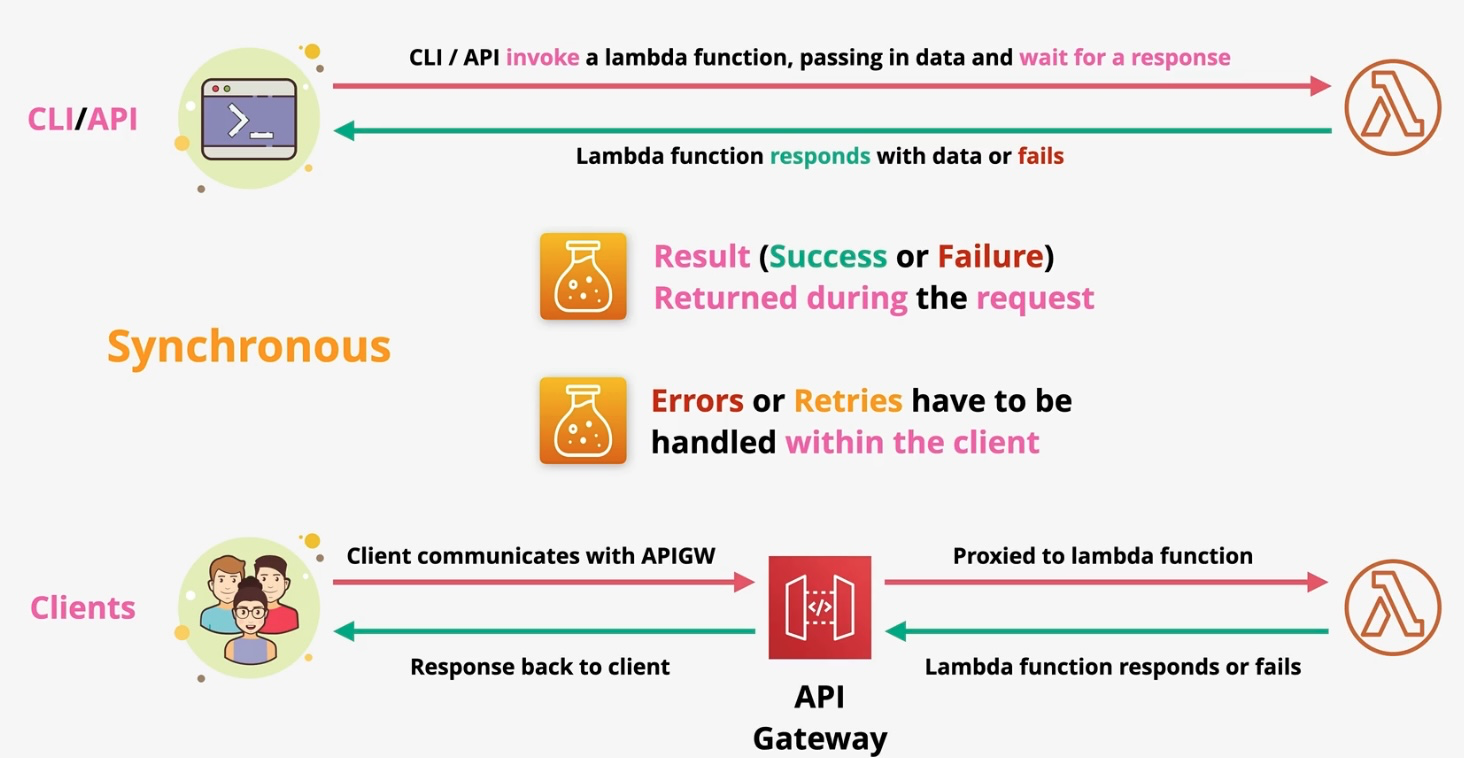 CLI / API invoke a lambda function, passing in data and wait for a response
CLI/API
Lambda function responds with data or fails
Result (Success or Failure)
Returned during the request
Synchronous
Errors or Retries have to be
handled within the client
Client communicates with APIGW
Proxied to lambda function
Clients
</>
Response back to client
Lambda function responds or fails
API
Gateway